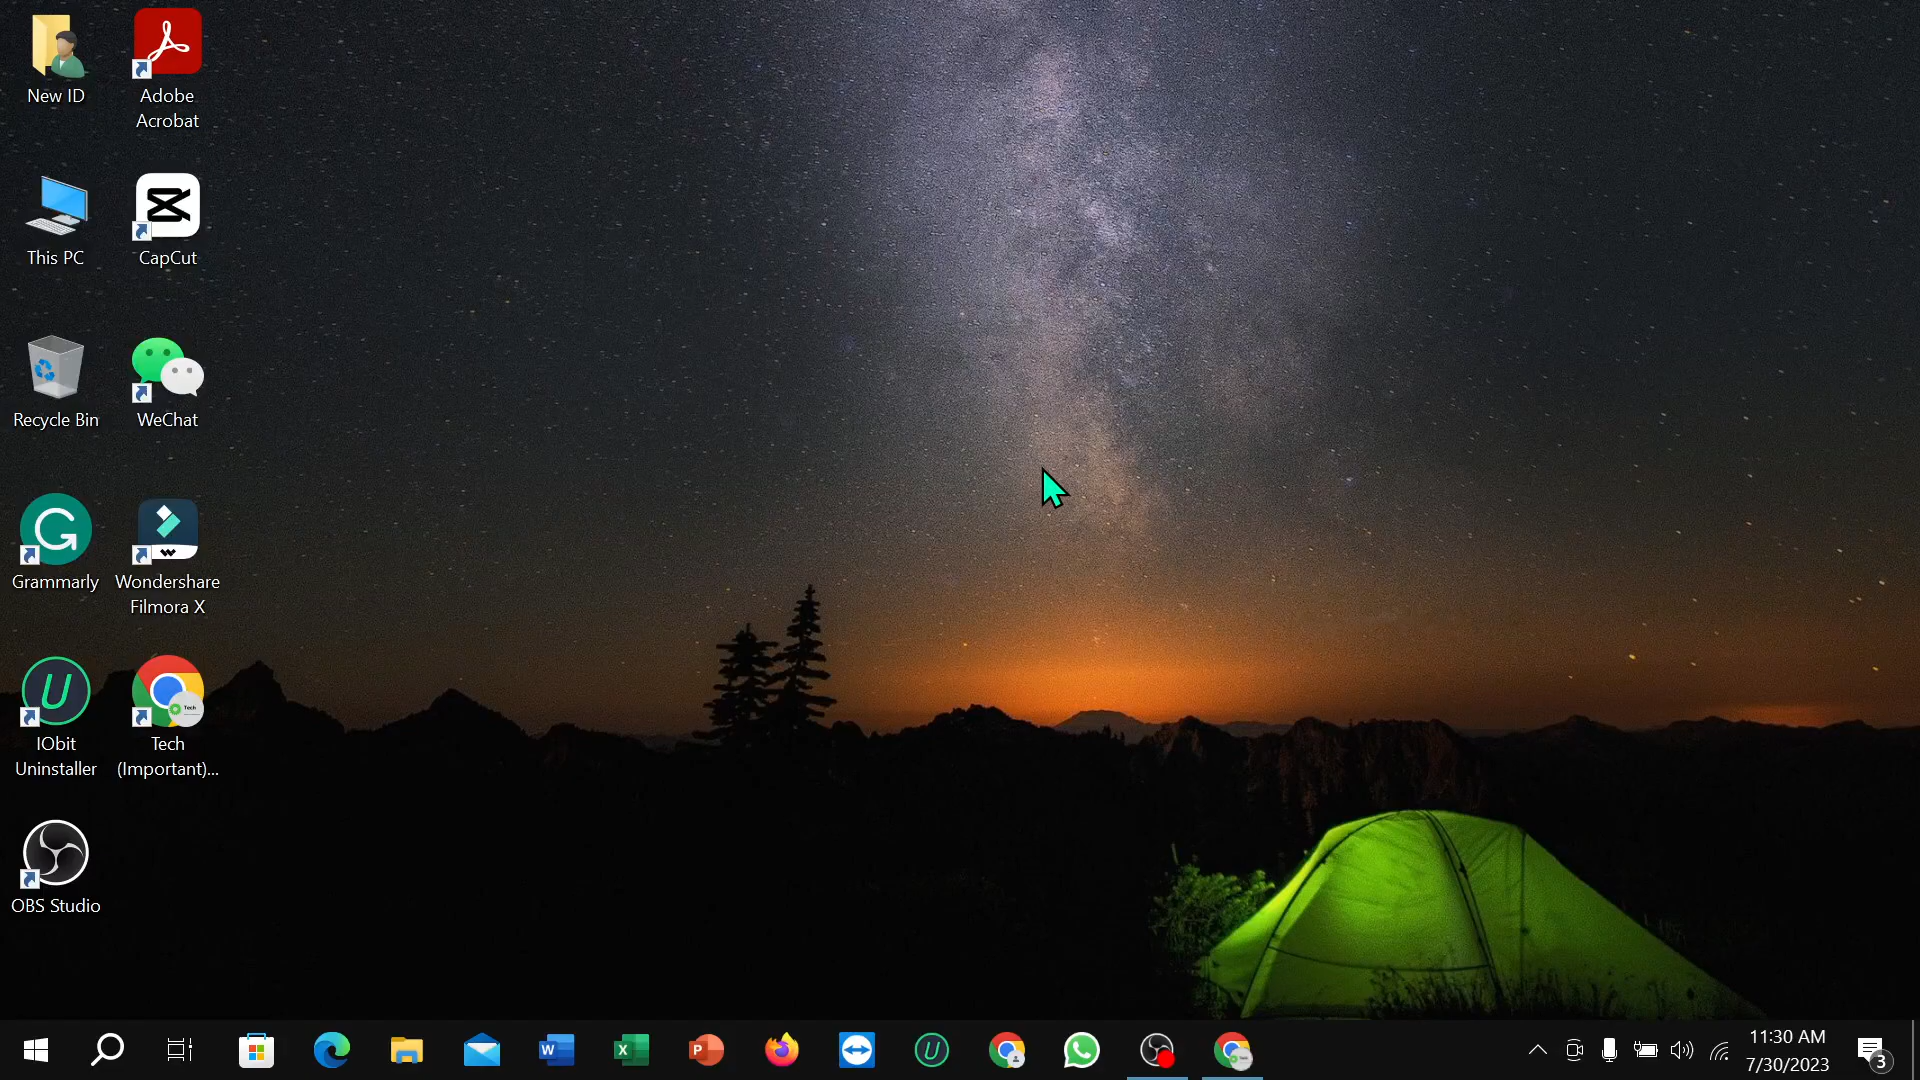 New ID
Adobe
Acrobat
This PC
CapCut
Recycle Bin
WeChat
Grammarly
Wondershare
Filmora X
IObit
Uninstaller
Tech
(Important)...
OBS Studio
11:30 AM
7/30/2023
3